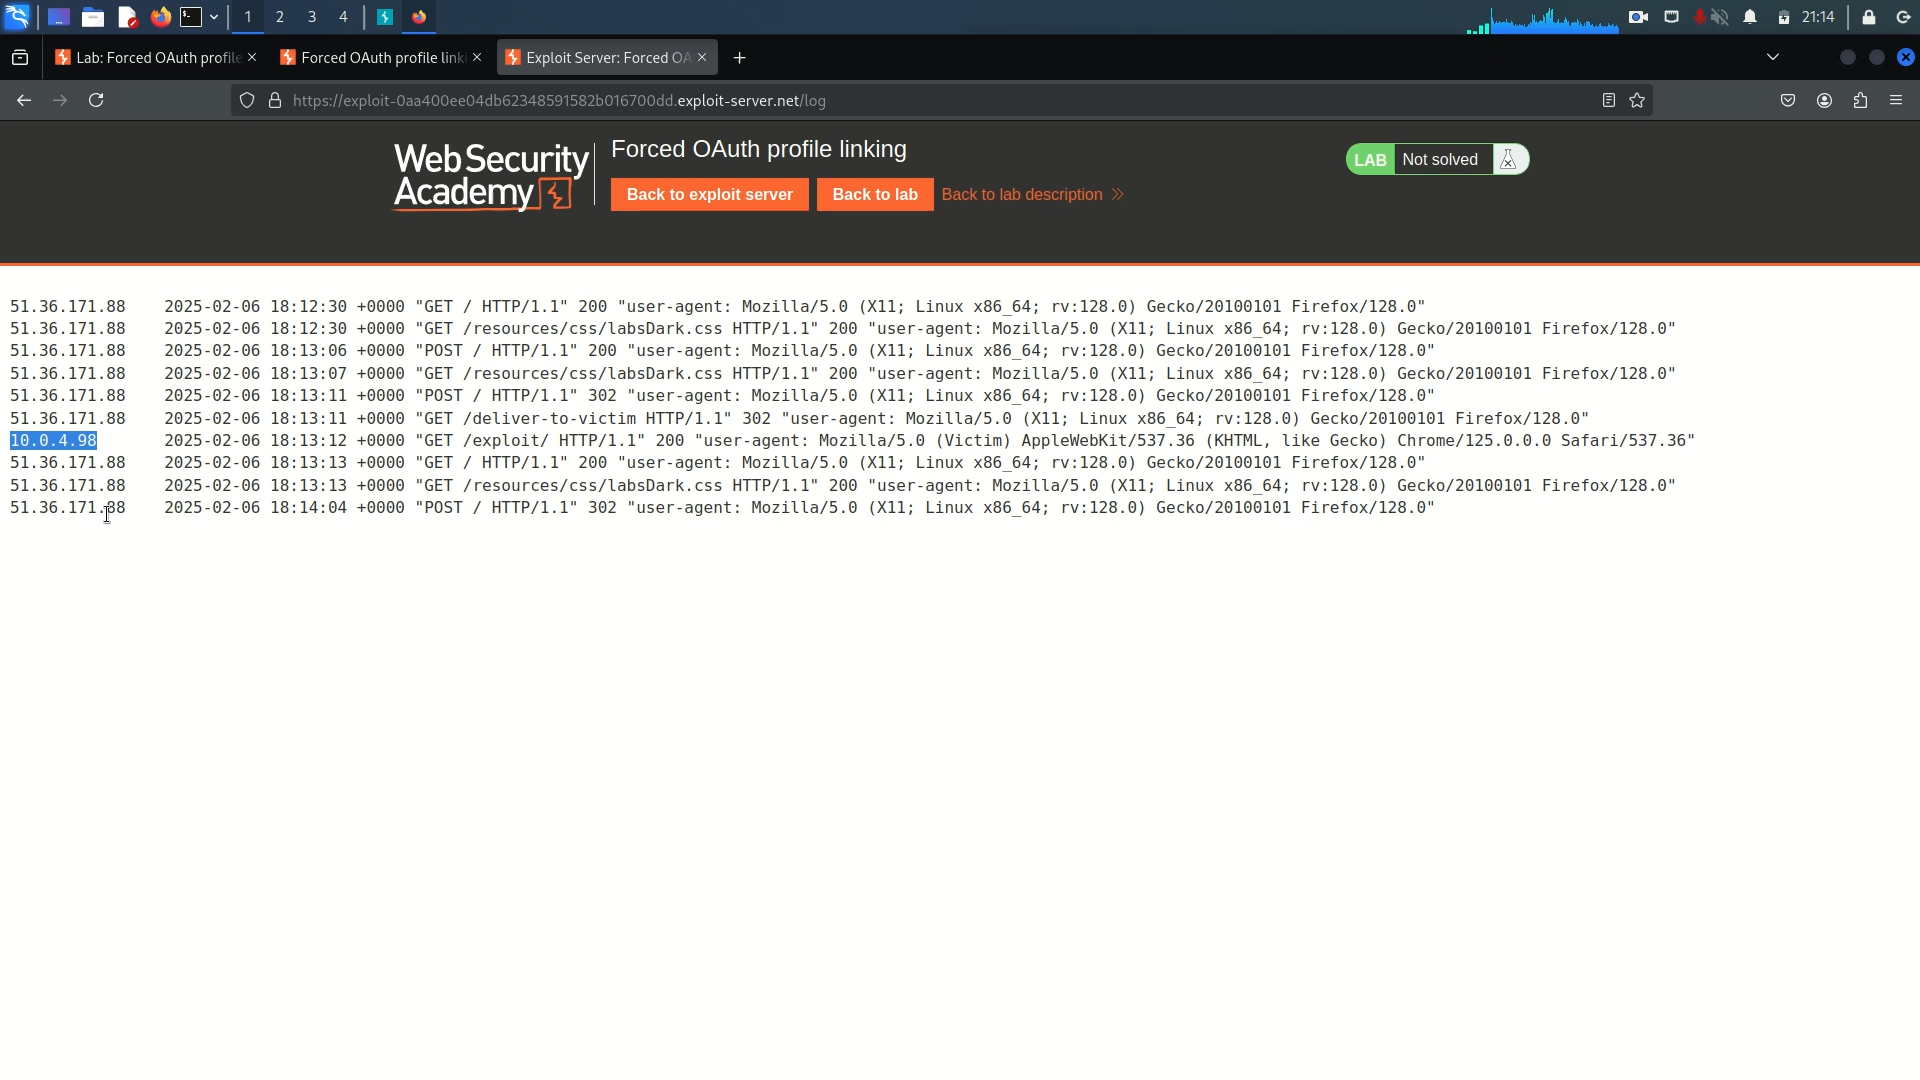 1 2 3 4 21:14
Lab: Forced OAuth profile Forced OAuth profile link Exploit Server: Forced OA
https://exploit-0aa400ee04db62348591582b016700dd.exploit-server.net/log
WebSecurity
Academy
Forced OAuth profile linking
Back to exploit server Back to lab Back to lab description
LAB Not solved
51.36.171.88 2025-02-06 18:12:30 +0000 "GET / HTTP/1.1" 200 "user-agent: Mozilla/5.0 (X11; Linux x86_64; rv:128.0) Gecko/20100101 Firefox/128.0"
51.36.171.88 2025-02-06 18:12:30 +0000 "GET /resources/css/labsDark.css HTTP/1.1" 200 "user-agent: Mozilla/5.0 (X11; Linux x86_64; rv:128.0) Gecko/20100101 Firefox/128.0"
51.36.171.88 2025-02-06 18:13:06 +0000 "POST / HTTP/1.1" 200 "user-agent: Mozilla/5.0 (X11; Linux x86_64; rv:128.0) Gecko/20100101 Firefox/128.0"
51.36.171.88 2025-02-06 18:13:07 +0000 "GET /resources/css/labsDark.css HTTP/1.1" 200 "user-agent: Mozilla/5.0 (X11; Linux x86_64; rv:128.0) Gecko/20100101 Firefox/128.0"
51.36.171.88 2025-02-06 18:13:11 +0000 "POST / HTTP/1.1" 302 "user-agent: Mozilla/5.0 (X11; Linux x86_64; rv:128.0) Gecko/20100101 Firefox/128.0"
51.36.171.88 2025-02-06 18:13:11 +0000 "GET /deliver-to-victim HTTP/1.1" 302 "user-agent: Mozilla/5.0 (X11; Linux x86_64; rv:128.0) Gecko/20100101 Firefox/128.0"
10.0.4.98 2025-02-06 18:13:12 +0000 "GET /exploit/ HTTP/1.1" 200 "user-agent: Mozilla/5.0 (Victim) AppleWebKit/537.36 (KHTML, like Gecko) Chrome/125.0.0.0 Safari/537.36"
51.36.171.88 2025-02-06 18:13:13 +0000 "GET / HTTP/1.1" 200 "user-agent: Mozilla/5.0 (X11; Linux x86_64; rv:128.0) Gecko/20100101 Firefox/128.0"
51.36.171.88 2025-02-06 18:13:13 +0000 "GET /resources/css/labsDark.css HTTP/1.1" 200 "user-agent: Mozilla/5.0 (X11; Linux x86_64; rv:128.0) Gecko/20100101 Firefox/128.0"
51.36.171.88 2025-02-06 18:14:04 +0000 "POST / HTTP/1.1" 302 "user-agent: Mozilla/5.0 (X11; Linux x86_64; rv:128.0) Gecko/20100101 Firefox/128.0"